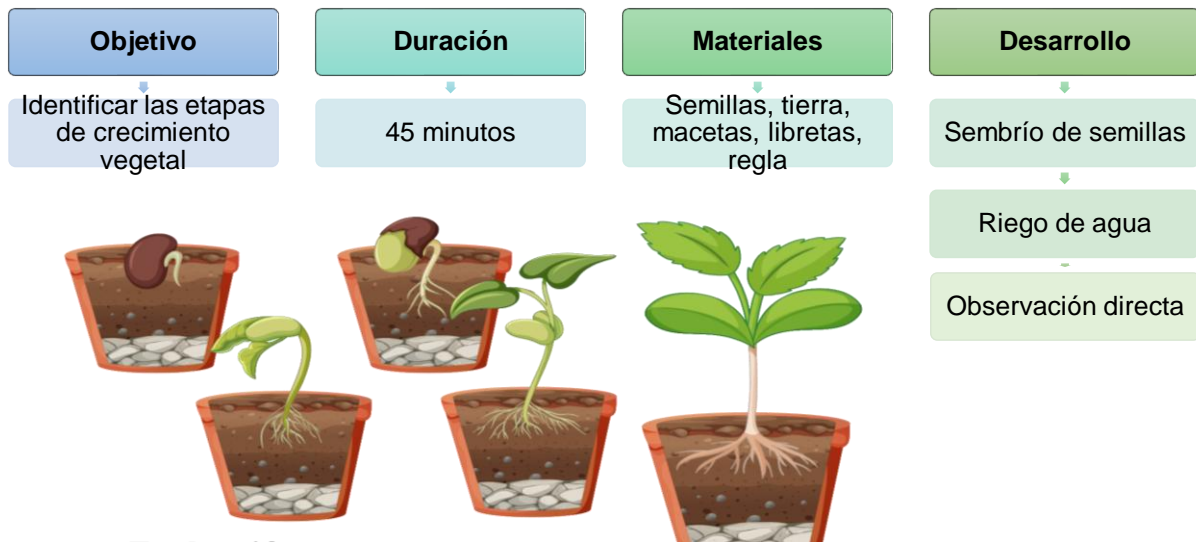 Objetivo
Identificar las etapas
de crecimiento
vegetal
Duración
45 minutos
Materiales
Semillas, tierra,
macetas, libretas,
regla
Desarrollo
Sembrío de semillas
Riego de agua
Observación directa